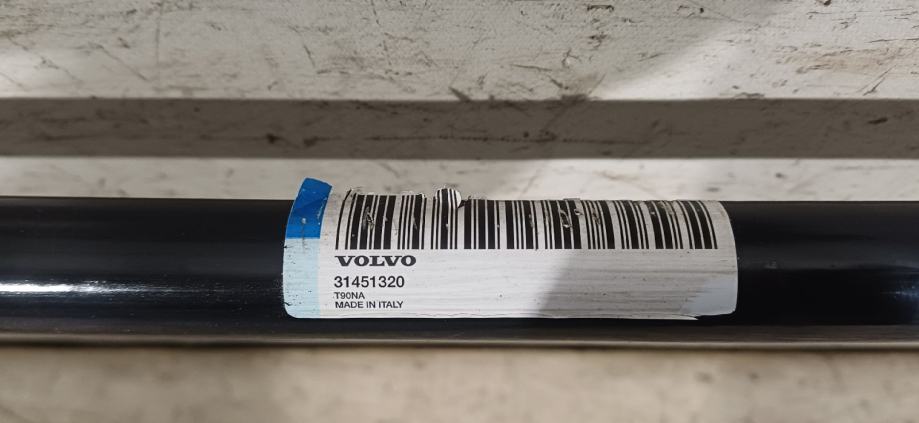 VOLVO
31451320
T90NA
MADE IN ITALY